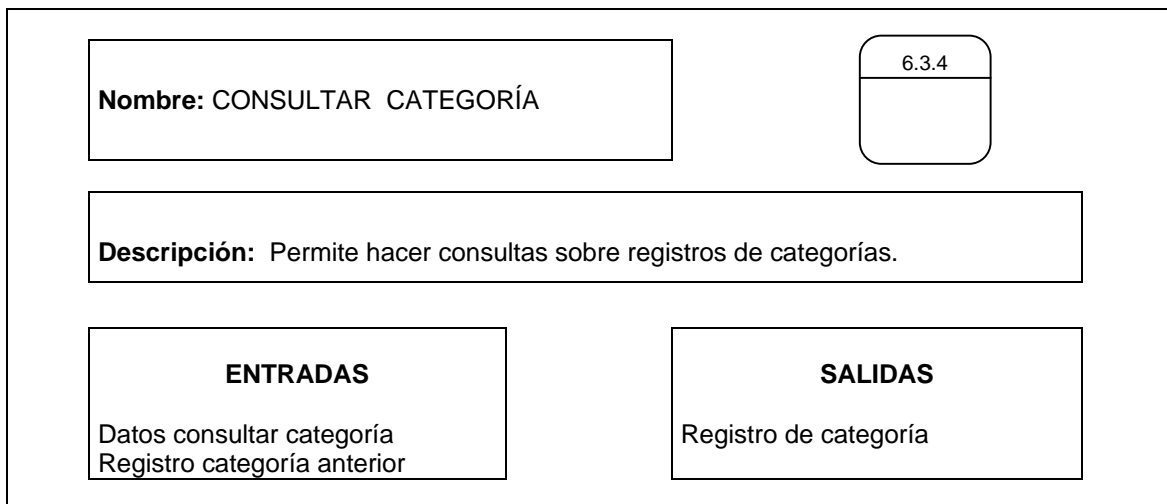 6.3.4
Nombre: CONSULTAR CATEGORÍA
Descripción: Permite hacer consultas sobre registros de categorías.
ENTRADAS
Datos consultar categoría
Registro categoría anterior
SALIDAS
Registro de categoría